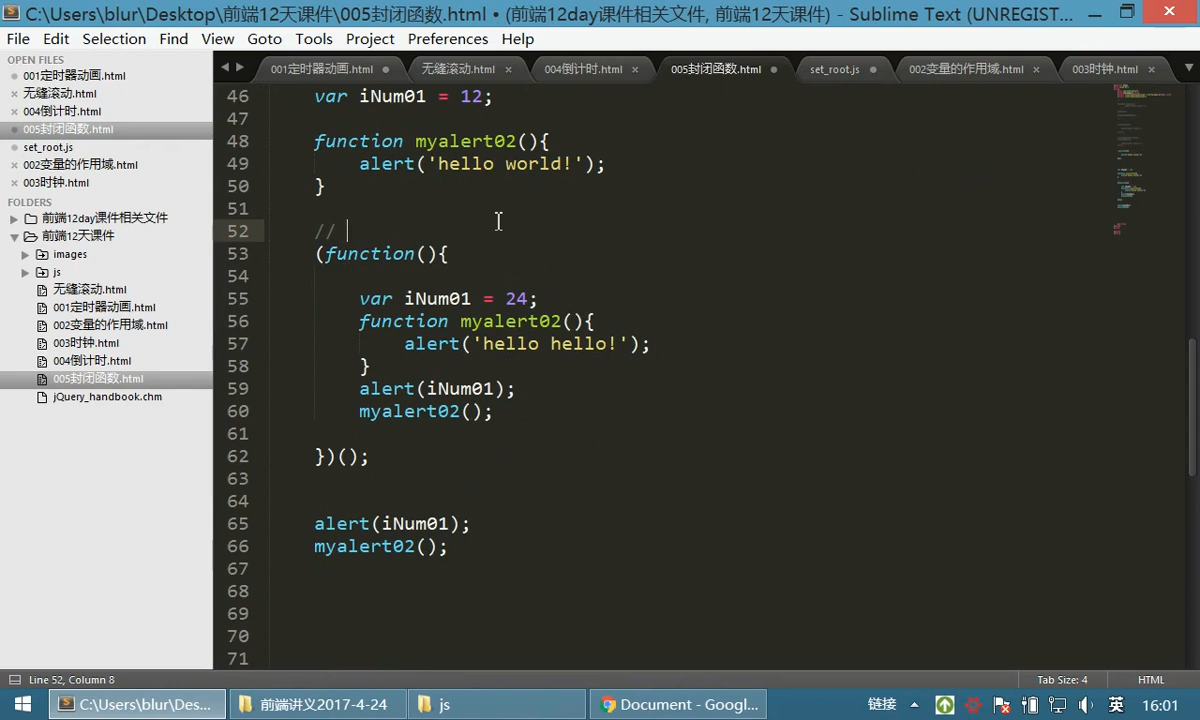 C:\Users\blur\Desktop\前端12天课件\005封闭函数.html • (前端12day课件相关文件, 前端12天课件) - Sublime Text (UNREGIST...
File Edit Selection Find View Goto Tools Project Preferences Help
OPEN FILES
001定时器动画.html
无缝滚动.html
004倒计时.html
005封闭函数.html
set_root.js
002变量的作用域.html
003时钟.html
FOLDERS
前端12day课件相关文件
前端12天课件
images
js
无缝滚动.html
001定时器动画.html
002变量的作用域.html
003时钟.html
004倒计时.html
005封闭函数.html
jQuery_handbook.chm
001定时器动画.html 无缝滚动.html 004倒计时.html 005封闭函数.html set_root.js 002变量的作用域.html 003时钟.html
46 var iNum01 = 12;
47
48 function myalert02(){
49 alert('hello world!');
50 }
51
52 //
53 (function(){
54
55 var iNum01 = 24;
56 function myalert02(){
57 alert('hello hello!');
58 }
59 alert(iNum01);
60 myalert02();
61
62 })();
63
64
65 alert(iNum01);
66 myalert02();
67
68
69
70
71
Line 52, Column 8 Tab Size: 4 HTML
C:\Users\blur\Des... 前端讲义2017-4-24 js Document - Googl... 链接 英 16:01